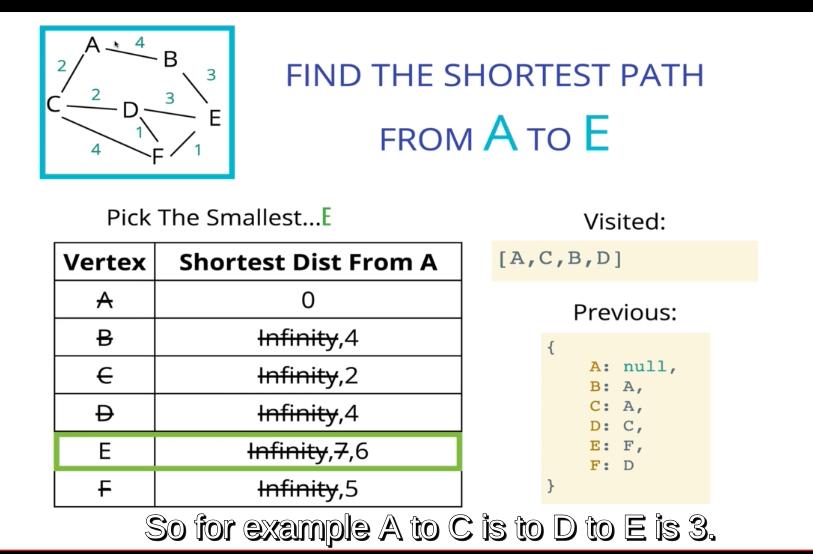 A 4 B
2 3
C 2 D 3 E
1
4 F 1
FIND THE SHORTEST PATH
FROM A TO E
Pick The Smallest...E
Vertex Shortest Dist From A
A 0
B Infinity,4
C Infinity,2
D Infinity,4
E Infinity,7,6
F Infinity,5
Visited:
[A,C,B,D]
Previous:
{
A: null,
B: A,
C: A,
D: C,
E: F,
F: D
}
So for example A to C is to D to E is 3.